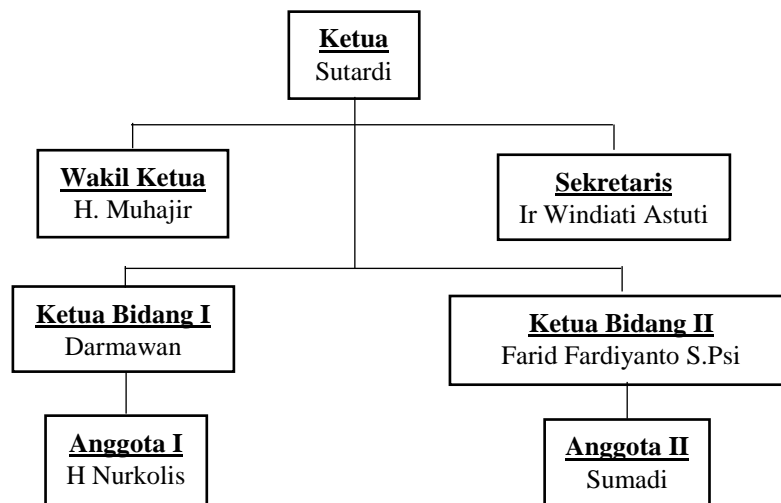 Ketua
Sutardi
Wakil Ketua
H. Muhajir
Sekretaris
Ir Windiati Astuti
Ketua Bidang I
Darmawan
Ketua Bidang II
Farid Fardiyanto S.Psi
Anggota I
H Nurkolis
Anggota II
Sumadi